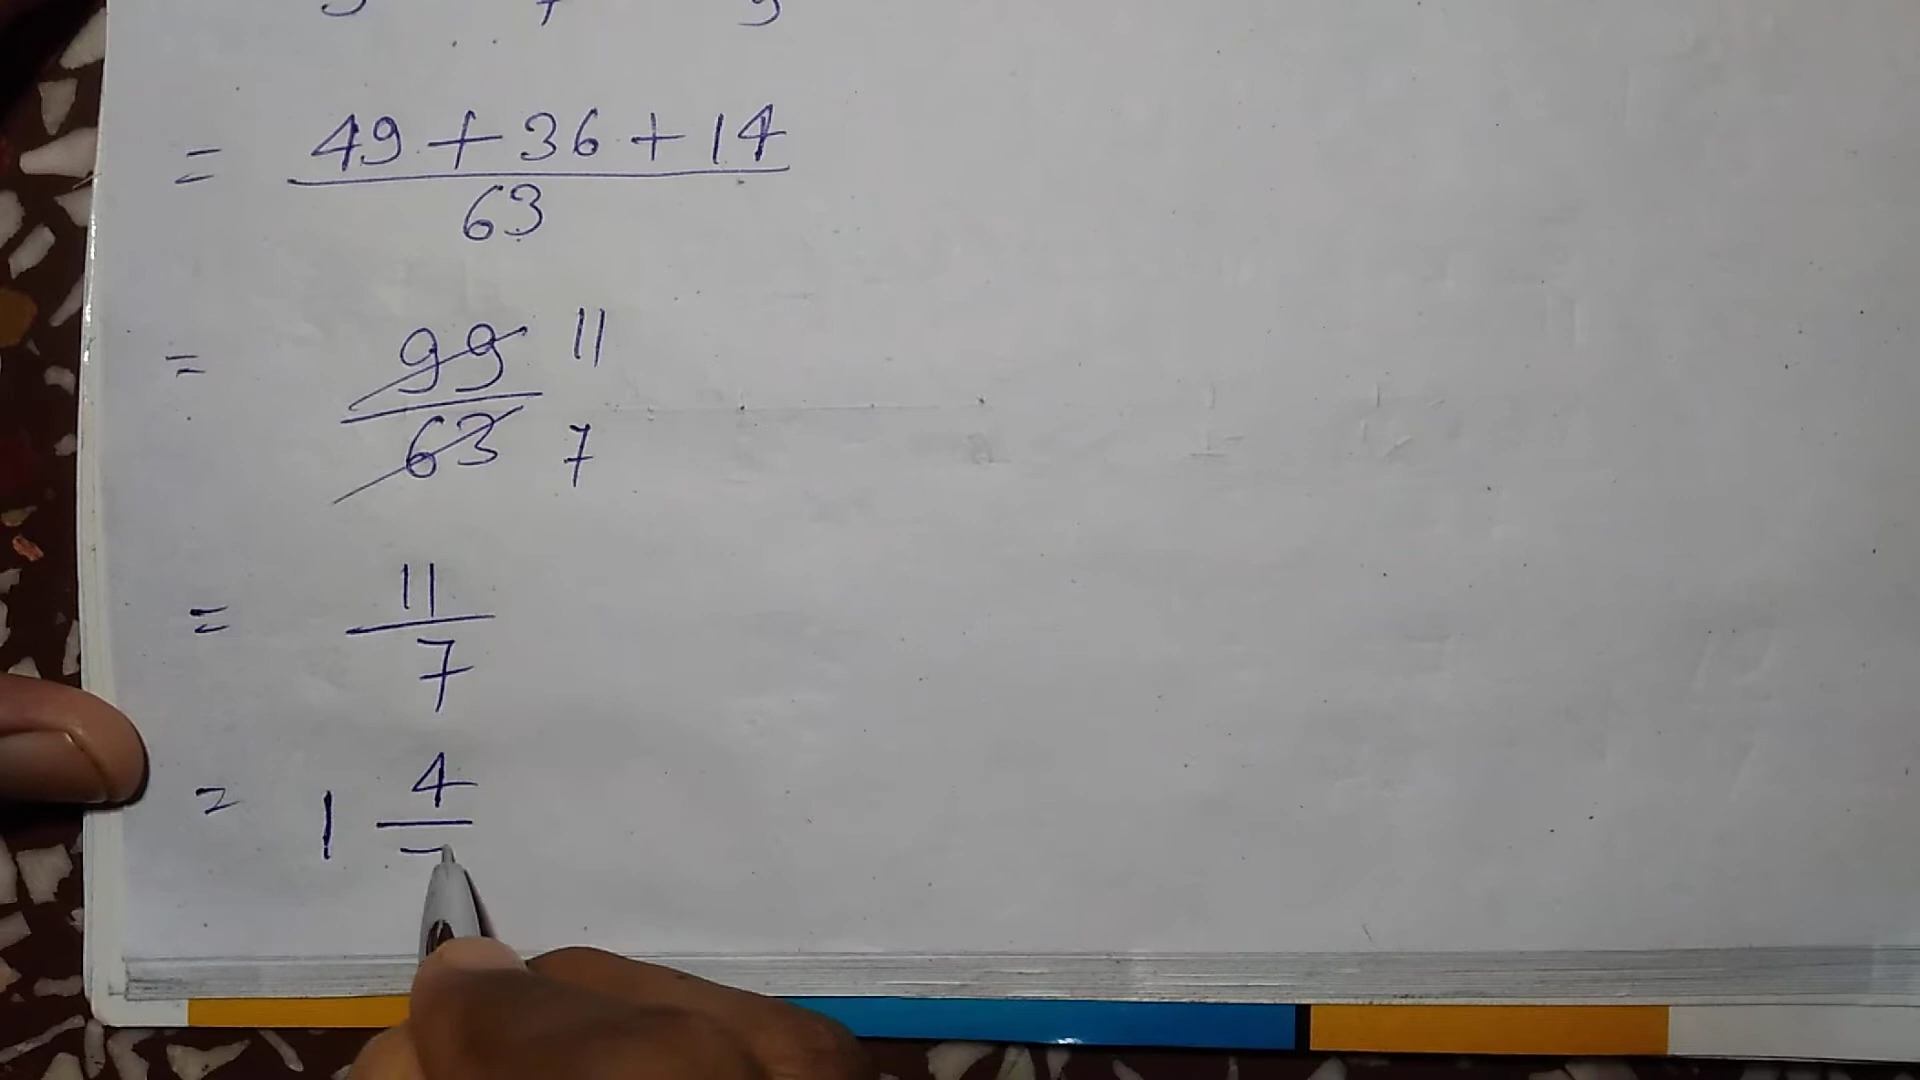 = 49 + 36 + 14 / 63
= 99 / 63 11 / 7
= 11 / 7
= 1 4 /